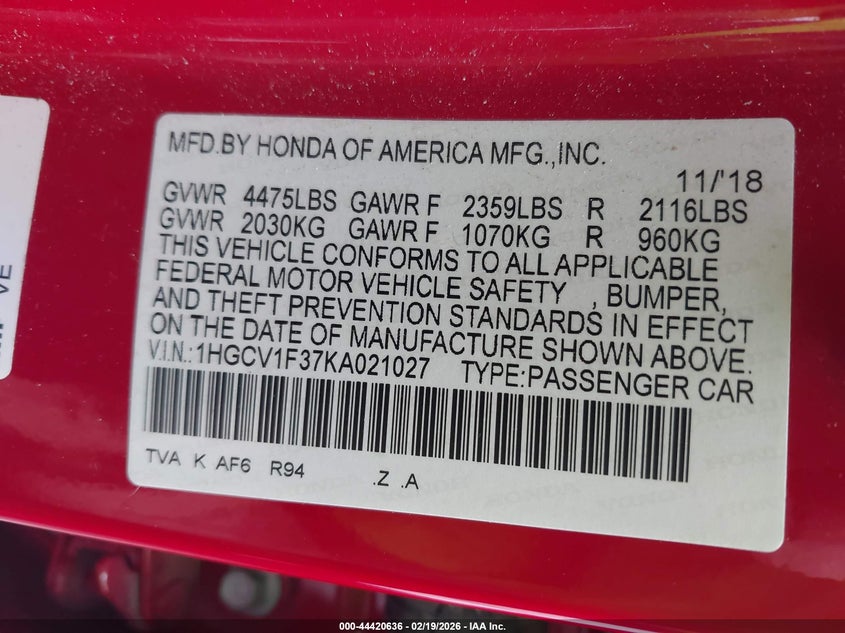 MFD.BY HONDA OF AMERICA MFG.,INC.
11/'18
GVWR 4475LBS GAWR F 2359LBS R 2116LBS
GVWR 2030KG GAWR F 1070KG R 960KG
THIS VEHICLE CONFORMS TO ALL APPLICABLE
FEDERAL MOTOR VEHICLE SAFETY , BUMPER,
AND THEFT PREVENTION STANDARDS IN EFFECT
ON THE DATE OF MANUFACTURE SHOWN ABOVE.
V.I.N.:1HGCV1F37KA021027 TYPE:PASSENGER CAR
TVA K AF6 R94 .Z .A
VE
000-44420636 - 02/19/2026 - IAA Inc.